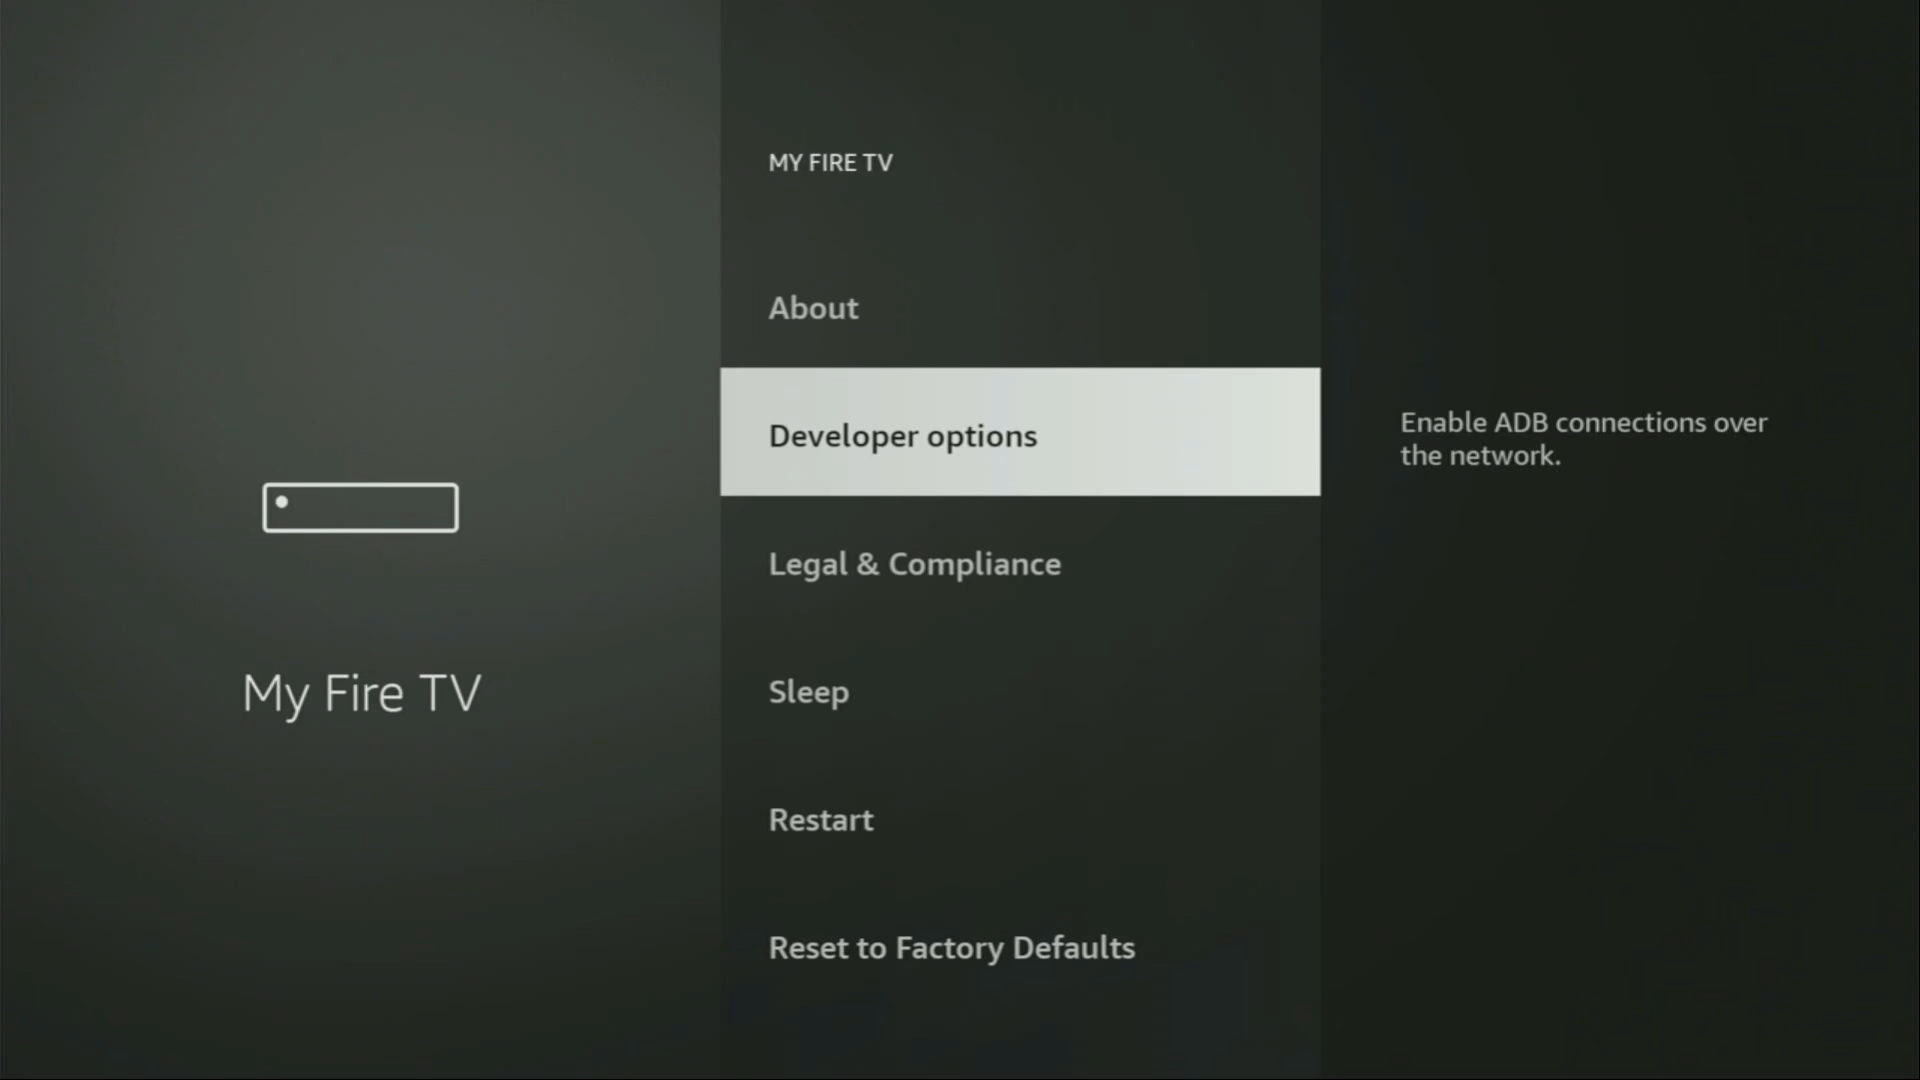 MY FIRE TV
About
Developer options
Legal & Compliance
Sleep
Restart
Reset to Factory Defaults
My Fire TV
Enable ADB connections over
the network.